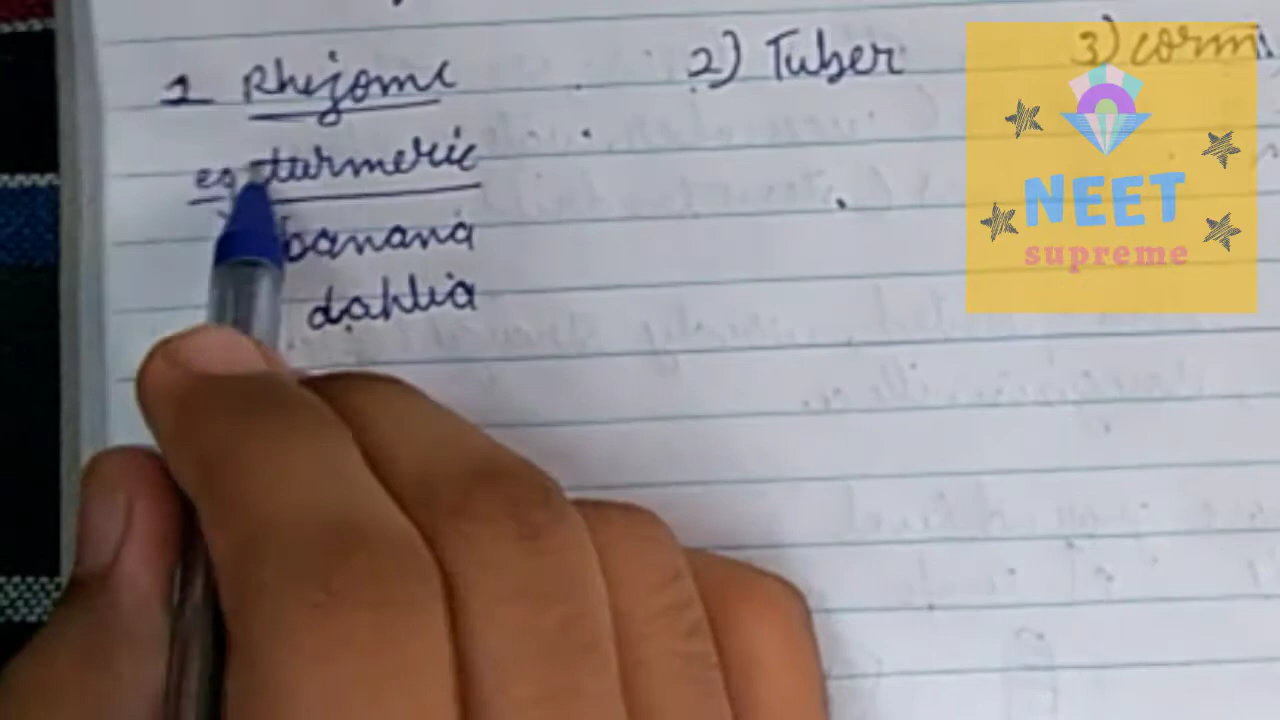 1 Rhizome
2) Tuber
3) corm
eg turmeric
banana
dahlia
NEET
supreme